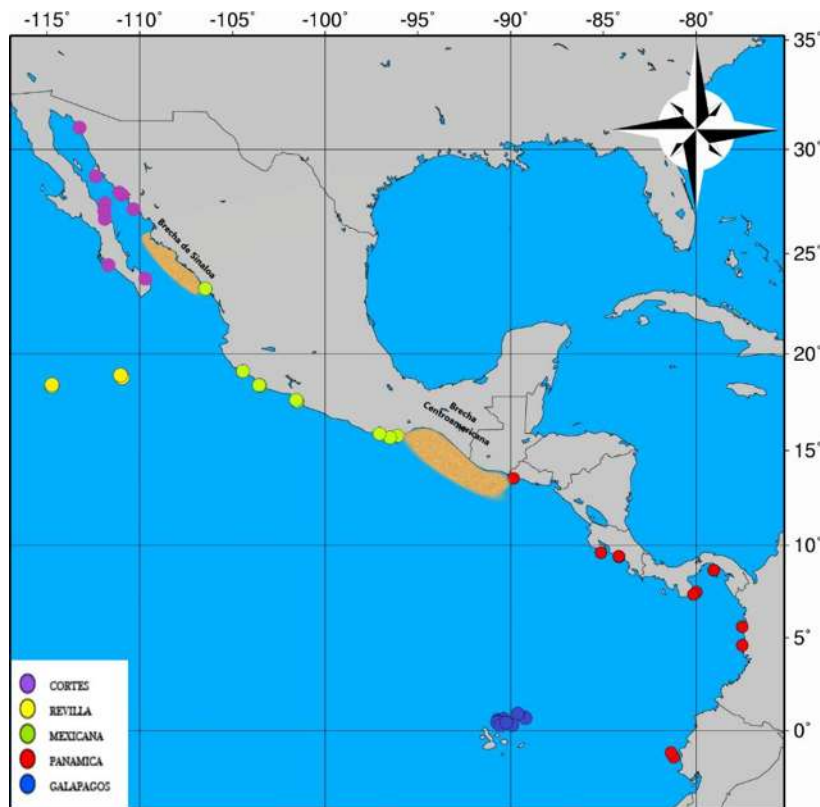 -115° -110° -105° -100° -95° -90° -85° -80°
35°
30°
25°
20°
15°
10°
5°
0°
Brecha de Sinaloa
Brecha
Centroamericana
CORTES
REVILLA
MEXICANA
PANAMICA
GALAPAGOS